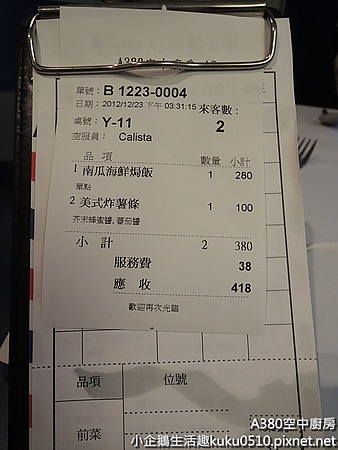 單號: B 1223-0004
日期: 2012/12/23 下午 03:31:15 來客數:
桌號: Y-11 2
空服員: Calista
品 項 數量 小計
1 南瓜海鮮焗飯 1 280
單點
2 美式炸薯條 1 100
芥末蜂蜜醬, 蕃茄醬
小 計 2 380
服務費 38
應 收 418
歡迎再次光臨
品項 位號
前菜
A380空中廚房
小企鵝生活趣kuku0510.pixnet.net